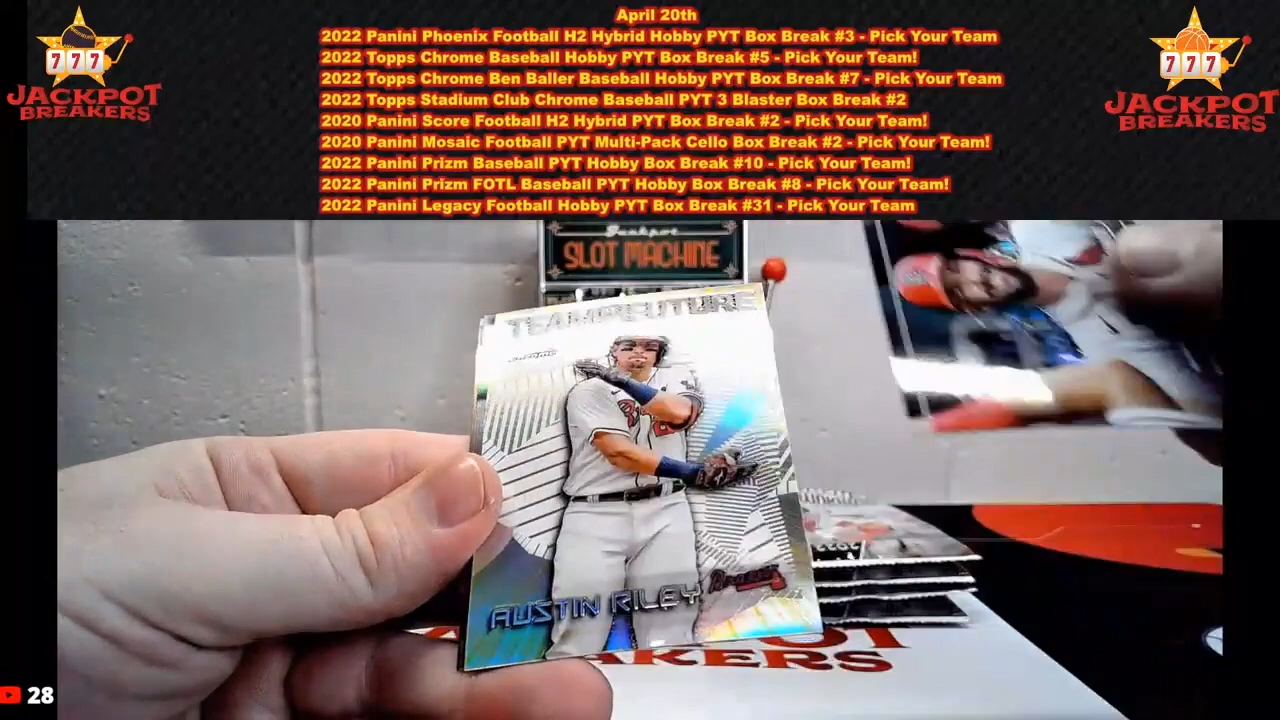 April 20th
2022 Panini Phoenix Football H2 Hybrid Hobby PYT Box Break #3 - Pick Your Team
2022 Topps Chrome Baseball Hobby PYT Box Break #5 - Pick Your Team!
2022 Topps Chrome Ben Baller Baseball Hobby PYT Box Break #7 - Pick Your Team
2022 Topps Stadium Club Chrome Baseball PYT 3 Blaster Box Break #2
2020 Panini Score Football H2 Hybrid PYT Box Break #2 - Pick Your Team!
2020 Panini Mosaic Football PYT Multi-Pack Cello Box Break #2 - Pick Your Team!
2022 Panini Prizm Baseball PYT Hobby Box Break #10 - Pick Your Team!
2022 Panini Prizm FOTL Baseball PYT Hobby Box Break #8 - Pick Your Team!
2022 Panini Legacy Football Hobby PYT Box Break #31 - Pick Your Team
777
JACKPOT
BREAKERS
777
JACKPOT
BREAKERS
Jackpot
SLOT MACHINE
TEAM OF THE FUTURE
chrome
Braves
AUSTIN RILEY
JACKPOT
BREAKERS
28